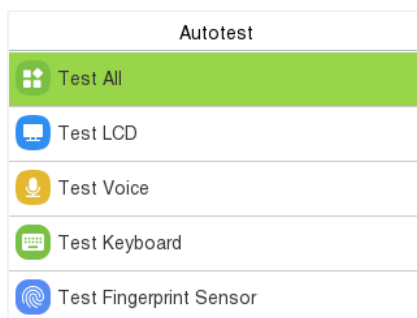 Autotest
Test All
Test LCD
Test Voice
Test Keyboard
Test Fingerprint Sensor